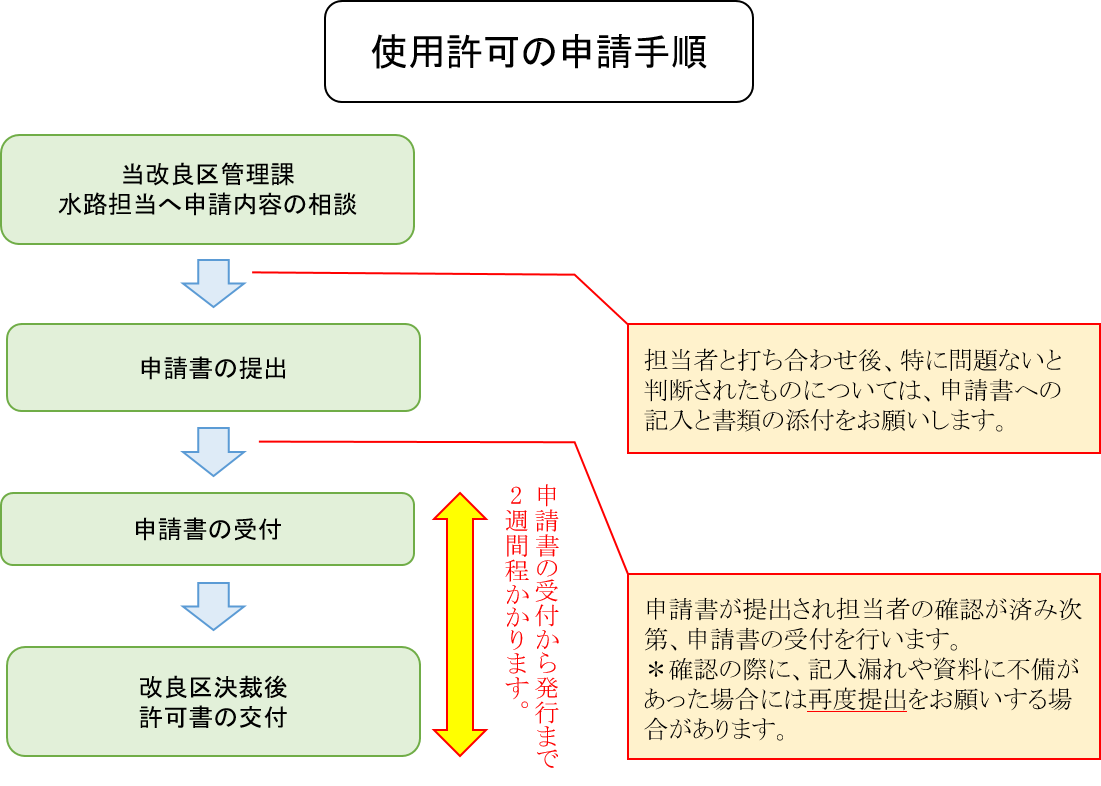 使用許可の申請手順
当改良区管理課
水路担当へ申請内容の相談
申請書の提出
担当者と打ち合わせ後、特に問題ないと
判断されたものについては、申請書への
記入と書類の添付をお願いします。
申請書の受付
申請書の受付から発行まで
２週間程かかります。
申請書が提出され担当者の確認が済み次
第、申請書の受付を行います。
＊確認の際に、記入漏れや資料に不備が
あった場合には再度提出をお願いする場
合があります。
改良区決裁後
許可書の交付